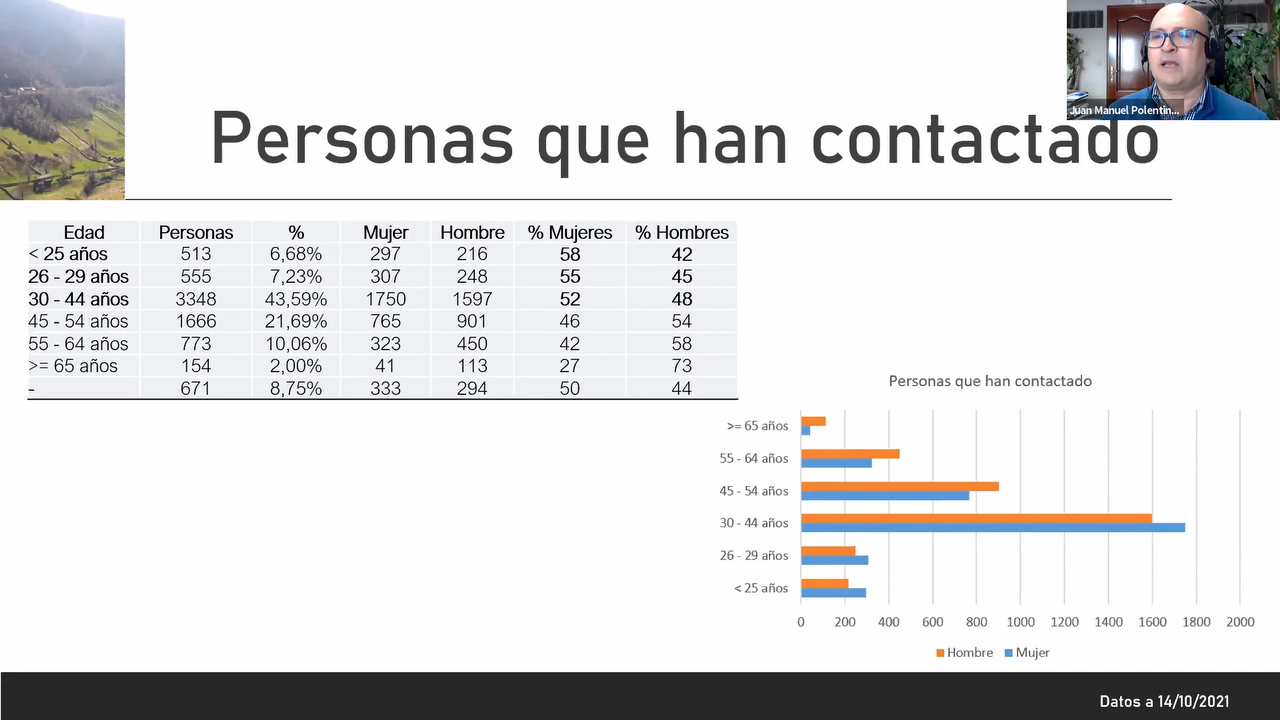 Juan Manuel Polentin...
Personas que han contactado
Edad Personas % Mujer Hombre % Mujeres % Hombres
< 25 años 513 6,68% 297 216 58 42
26 - 29 años 555 7,23% 307 248 55 45
30 - 44 años 3348 43,59% 1750 1597 52 48
45 - 54 años 1666 21,69% 765 901 46 54
55 - 64 años 773 10,06% 323 450 42 58
>= 65 años 154 2,00% 41 113 27 73
- 671 8,75% 333 294 50 44
Personas que han contactado
>= 65 años
55 - 64 años
45 - 54 años
30 - 44 años
26 - 29 años
< 25 años
0 200 400 600 800 1000 1200 1400 1600 1800 2000
Hombre Mujer
Datos a 14/10/2021